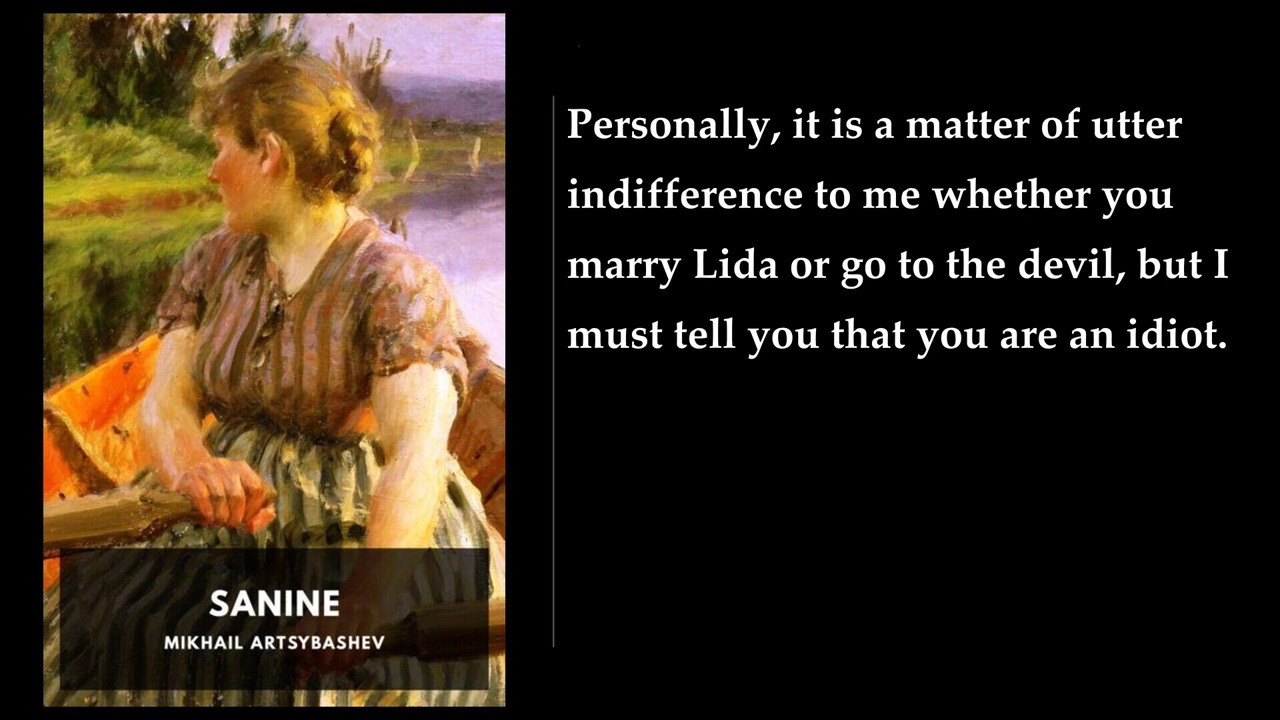 SANINE
MIKHAIL ARTSYBASHEV
Personally, it is a matter of utter
indifference to me whether you
marry Lida or go to the devil, but I
must tell you that you are an idiot.